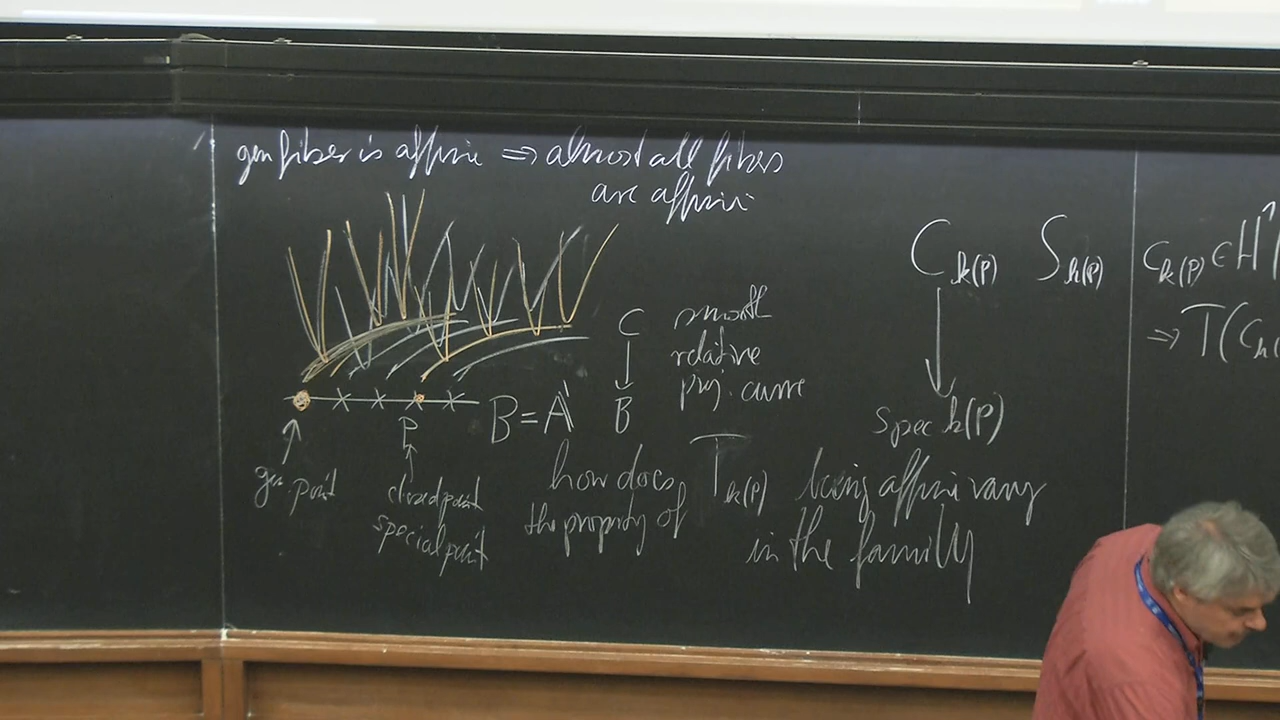 gen fiber is affine ⇒ almost all fibers
are affine
C smooth
↓ relative
B proj. curve
B = A¹
P
gen. point
closed point
special point
how does
the property of T_k(P) being affine vary
in the family
C_k(P) S_k(P)
↓
Spec k(P)
c_k(P) ∈ H¹
⇒ T(C_k(